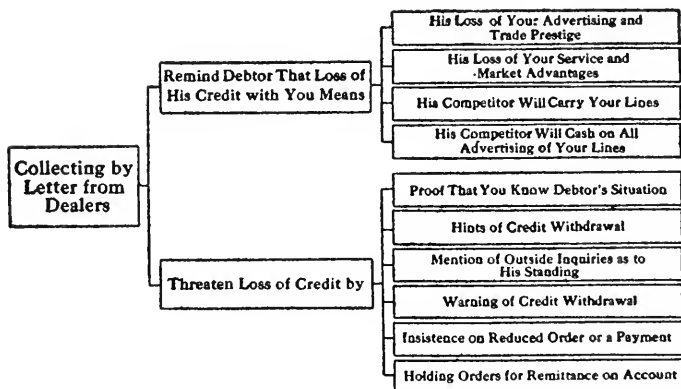 Collecting by
Letter from
Dealers
Remind Debtor That Loss of
His Credit with You Means
His Loss of Your Advertising and
Trade Prestige
His Loss of Your Service and
Market Advantages
His Competitor Will Carry Your Lines
His Competitor Will Cash on All
Advertising of Your Lines
Threaten Loss of Credit by
Proof That You Know Debtor's Situation
Hints of Credit Withdrawal
Mention of Outside Inquiries as to
His Standing
Warning of Credit Withdrawal
Insistence on Reduced Order or a Payment
Holding Orders for Remittance on Account